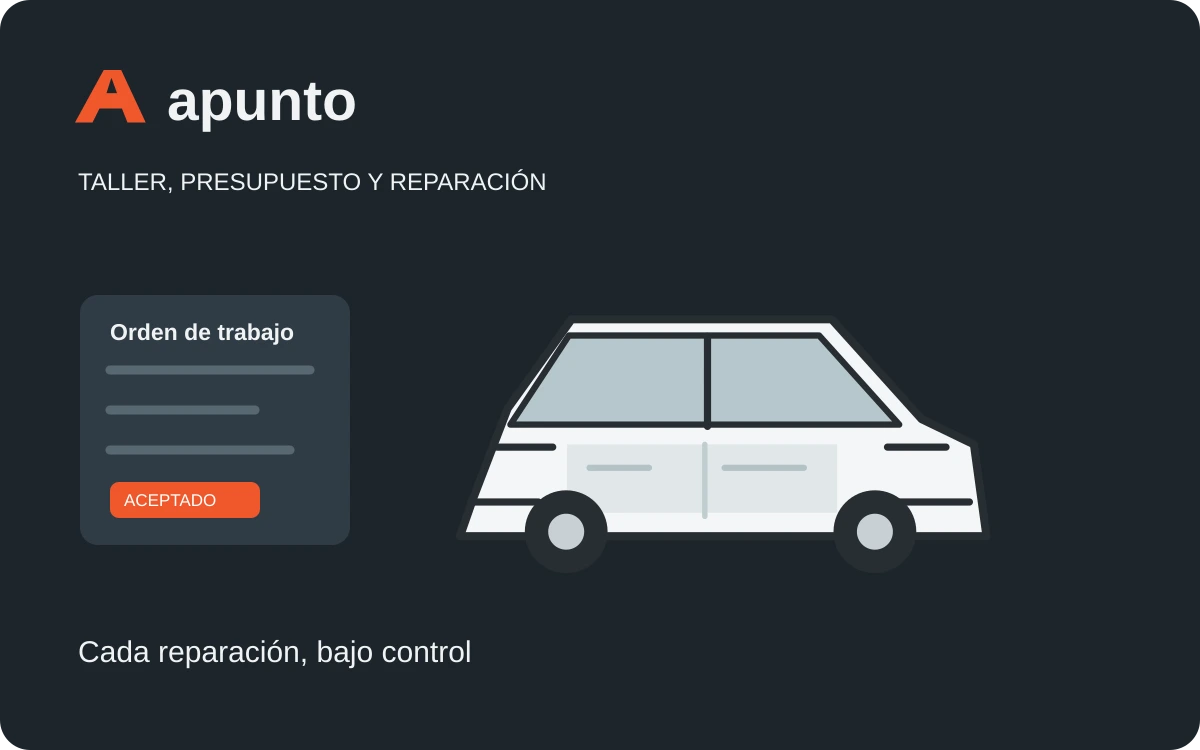 A apunto
TALLER, PRESUPUESTO Y REPARACIÓN
Orden de trabajo
ACEPTADO
Cada reparación, bajo control